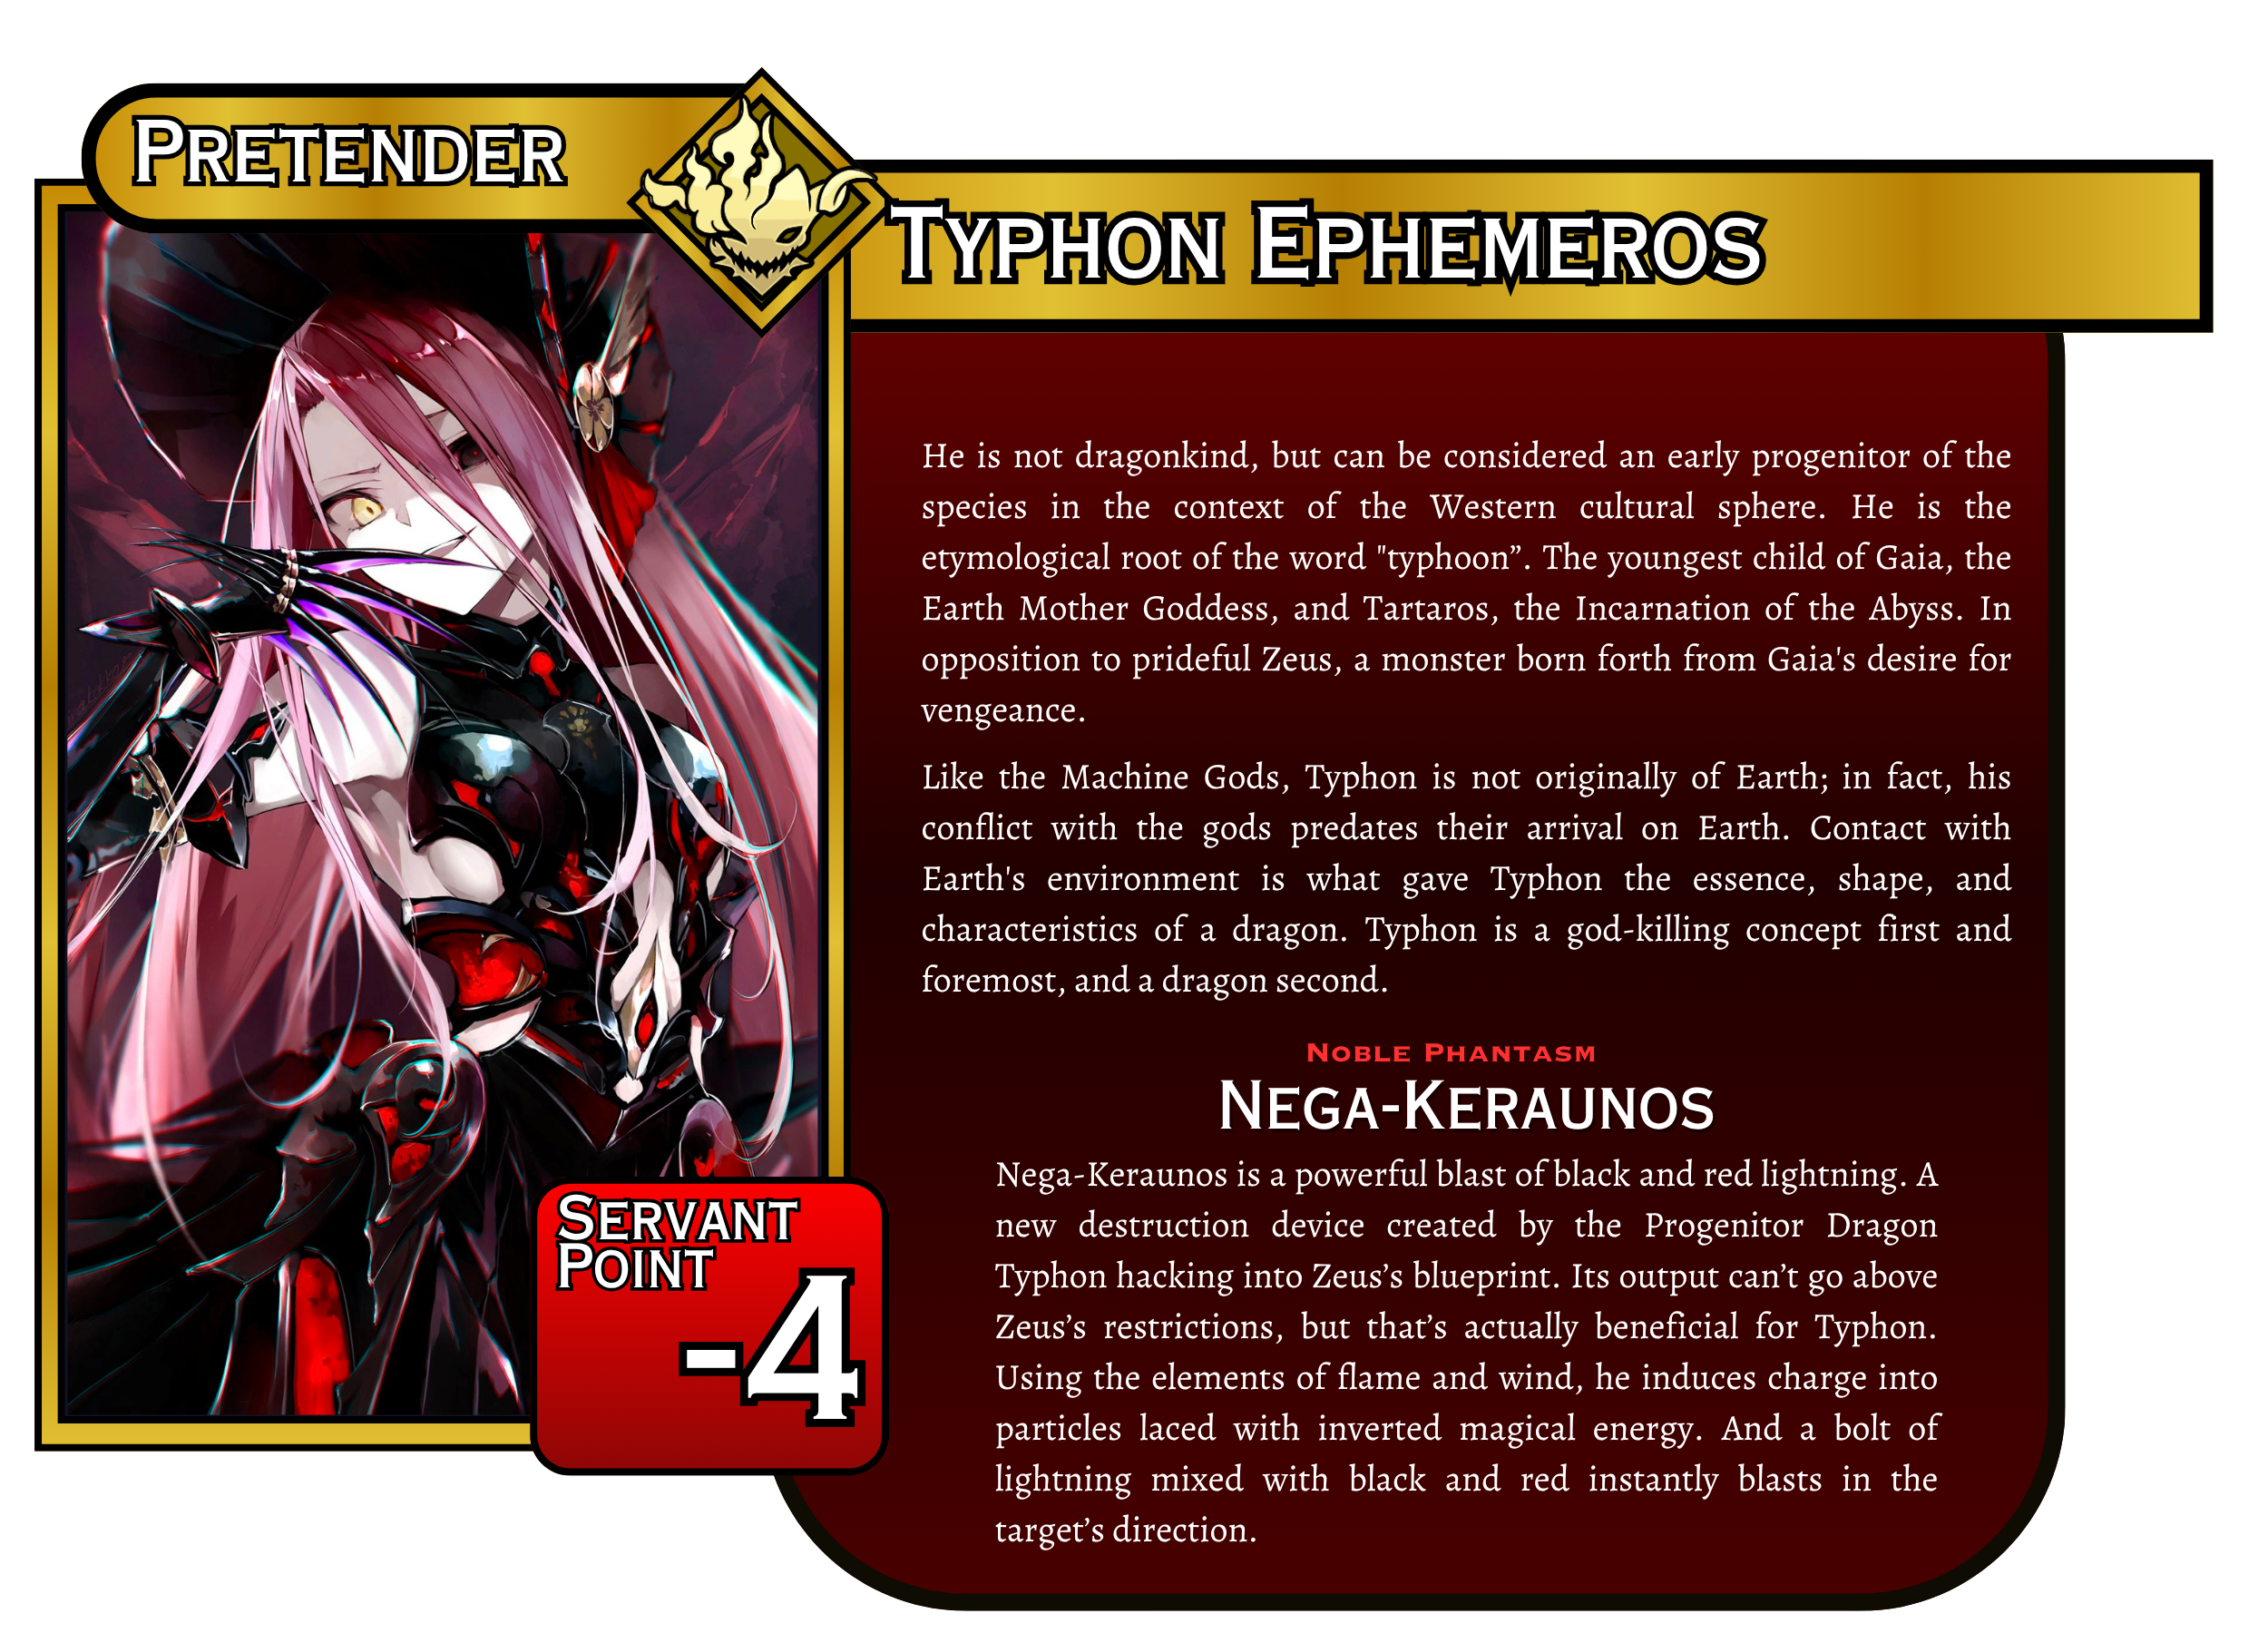 PRETENDER
TYPHON EPHEMEROS
He is not dragonkind, but can be considered an early progenitor of the
species in the context of the Western cultural sphere. He is the
etymological root of the word "typhoon”. The youngest child of Gaia, the
Earth Mother Goddess, and Tartaros, the Incarnation of the Abyss. In
opposition to prideful Zeus, a monster born forth from Gaia's desire for
vengeance.
Like the Machine Gods, Typhon is not originally of Earth; in fact, his
conflict with the gods predates their arrival on Earth. Contact with
Earth's environment is what gave Typhon the essence, shape, and
characteristics of a dragon. Typhon is a god-killing concept first and
foremost, and a dragon second.
NOBLE PHANTASM
NEGA-KERAUNOS
Nega-Keraunos is a powerful blast of black and red lightning. A
new destruction device created by the Progenitor Dragon
Typhon hacking into Zeus’s blueprint. Its output can’t go above
Zeus’s restrictions, but that’s actually beneficial for Typhon.
Using the elements of flame and wind, he induces charge into
particles laced with inverted magical energy. And a bolt of
lightning mixed with black and red instantly blasts in the
target’s direction.
SERVANT
POINT
-4